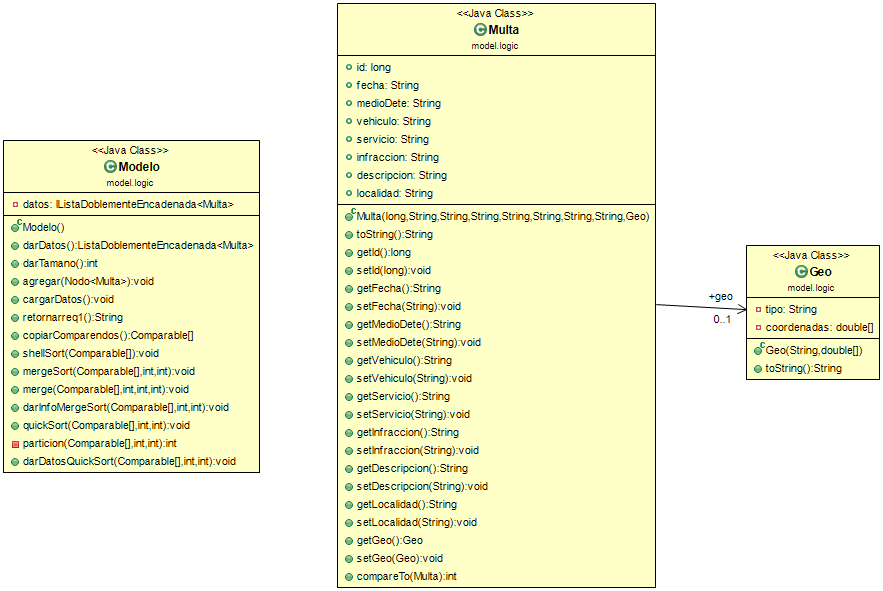 <<Java Class>>
Modelo
model.logic
datos: IListaDoblementeEncadenada<Multa>
Modelo()
darDatos():ListaDoblementeEncadenada<Multa>
darTamano():int
agregar(Nodo<Multa>):void
cargarDatos():void
retornarreq1():String
copiarComparendos():Comparable[]
shellSort(Comparable[]):void
mergeSort(Comparable[],int,int):void
merge(Comparable[],int,int,int):void
darInfoMergeSort(Comparable[],int,int):void
quickSort(Comparable[],int,int):void
particion(Comparable[],int,int):int
darDatosQuickSort(Comparable[],int,int):void
<<Java Class>>
Multa
model.logic
id: long
fecha: String
medioDete: String
vehiculo: String
servicio: String
infraccion: String
descripcion: String
localidad: String
Multa(long,String,String,String,String,String,String,String,Geo)
toString():String
getId():long
setId(long):void
getFecha():String
setFecha(String):void
getMedioDete():String
setMedioDete(String):void
getVehiculo():String
setVehiculo(String):void
getServicio():String
setServicio(String):void
getInfraccion():String
setInfraccion(String):void
getDescripcion():String
setDescripcion(String):void
getLocalidad():String
setLocalidad(String):void
getGeo():Geo
setGeo(Geo):void
compareTo(Multa):int
+geo
0..1
<<Java Class>>
Geo
model.logic
tipo: String
coordenadas: double[]
Geo(String,double[])
toString():String